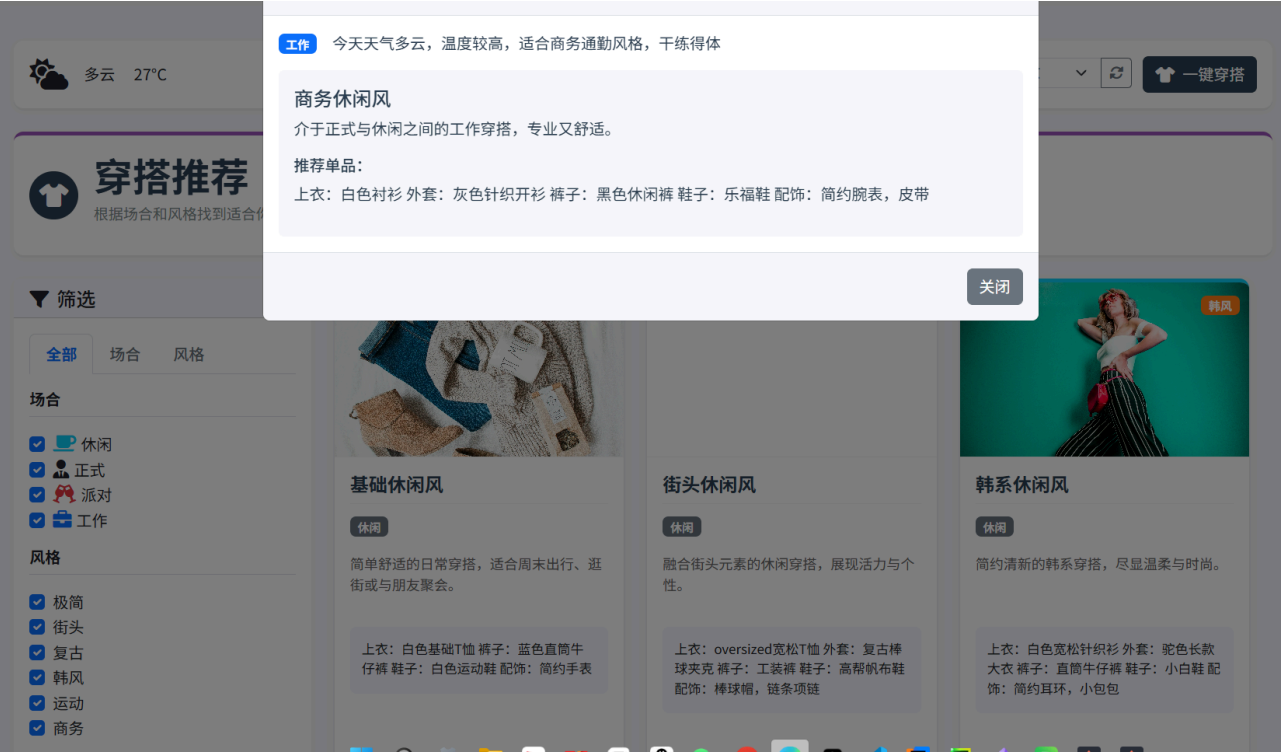 工作 今天天气多云，温度较高，适合商务通勤风格，干练得体
多云 27°C
一键穿搭
商务休闲风
介于正式与休闲之间的工作穿搭，专业又舒适。
推荐单品：
上衣：白色衬衫 外套：灰色针织开衫 裤子：黑色休闲裤 鞋子：乐福鞋 配饰：简约腕表，皮带
关闭
穿搭推荐
根据场合和风格找到适合
筛选
全部 场合 风格
场合
休闲
正式
派对
工作
风格
极简
街头
复古
韩风
运动
商务
基础休闲风
休闲
简单舒适的日常穿搭，适合周末出行、逛
街或与朋友聚会。
上衣：白色基础T恤 裤子：蓝色直筒牛
仔裤 鞋子：白色运动鞋 配饰：简约手表
街头休闲风
休闲
融合街头元素的休闲穿搭，展现活力与个
性。
上衣：oversized宽松T恤 外套：复古棒
球夹克 裤子：工装裤 鞋子：高帮帆布鞋
配饰：棒球帽，链条项链
韩风
韩系休闲风
休闲
简约清新的韩系穿搭，尽显温柔与时尚。
上衣：白色宽松针织衫 外套：驼色长款
大衣 裤子：直筒牛仔裤 鞋子：小白鞋 配
饰：简约耳环，小包包